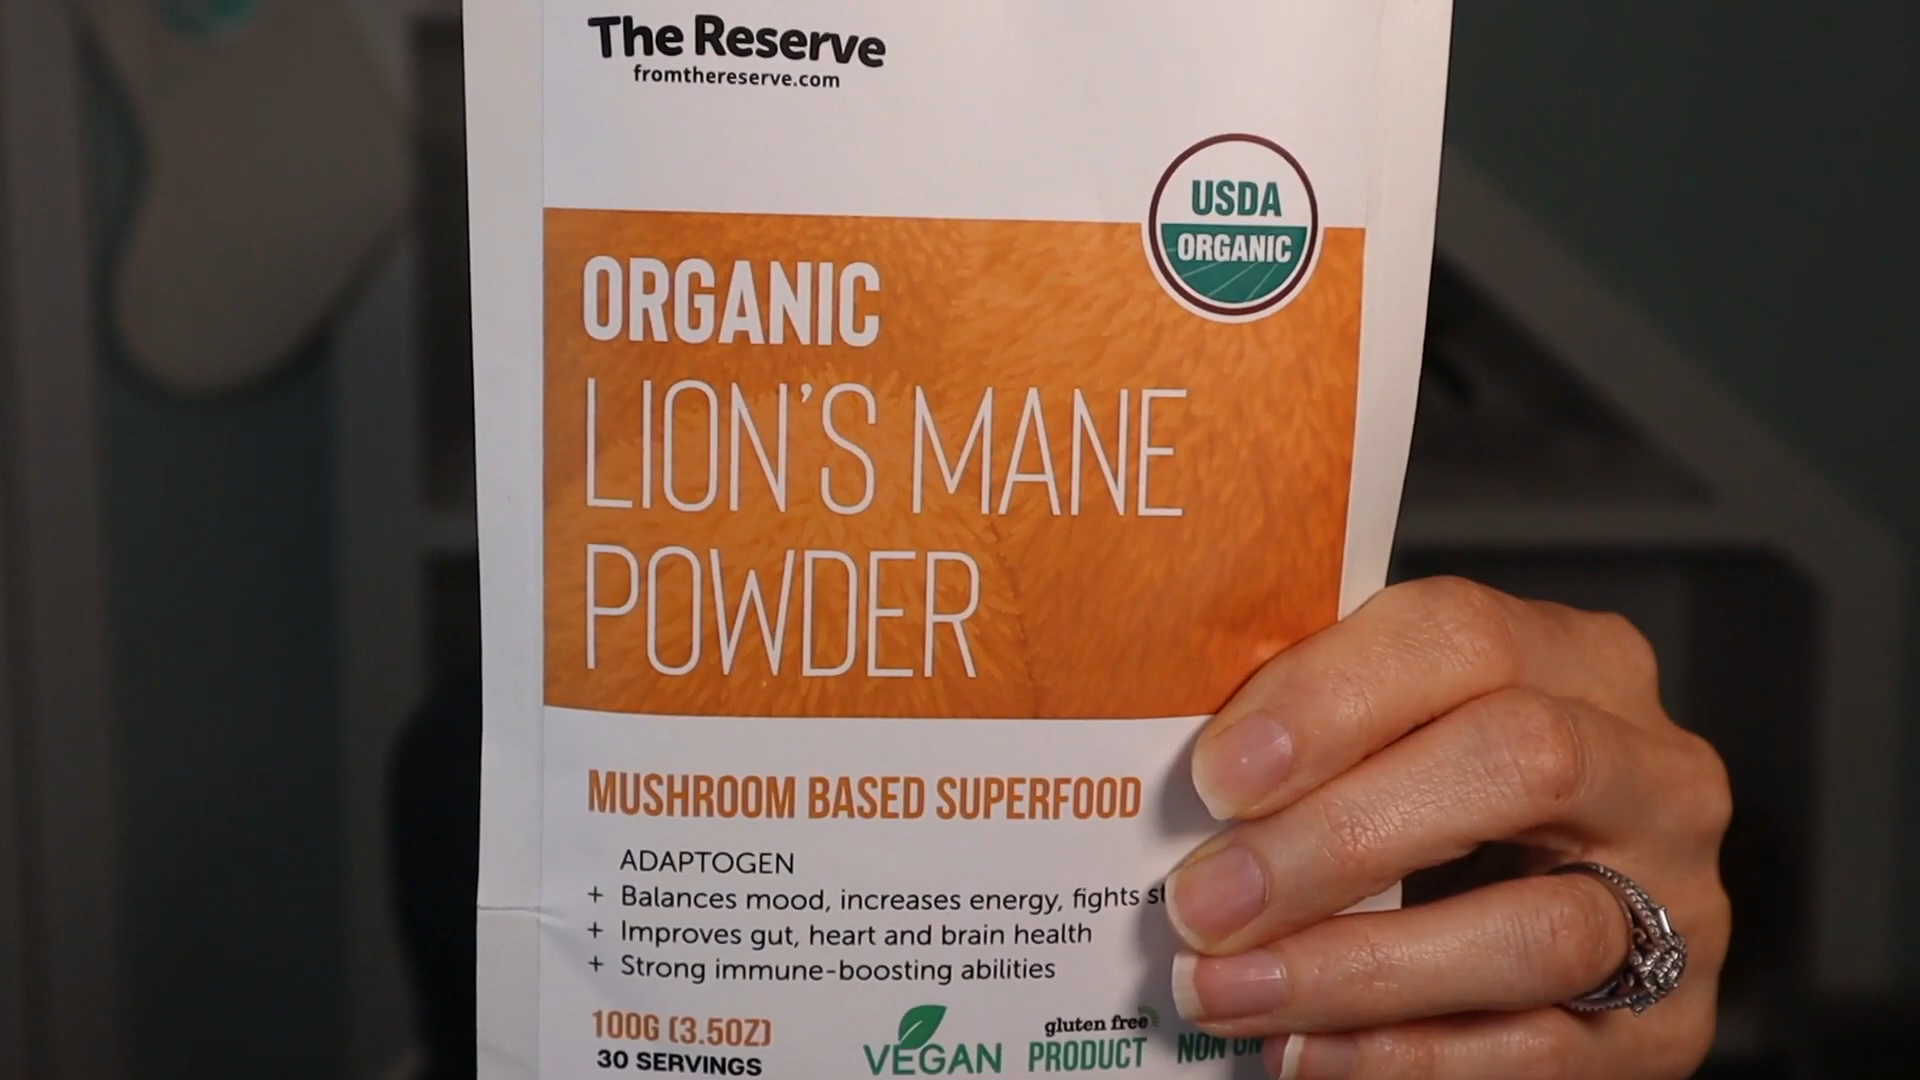 The Reserve
fromthereserve.com
USDA
ORGANIC
ORGANIC
LION'S MANE
POWDER
MUSHROOM BASED SUPERFOOD
ADAPTOGEN
+ Balances mood, increases energy, fights
+ Improves gut, heart and brain health
+ Strong immune-boosting abilities
100G (3.5OZ)
30 SERVINGS
VEGAN
gluten free
PRODUCT
NON